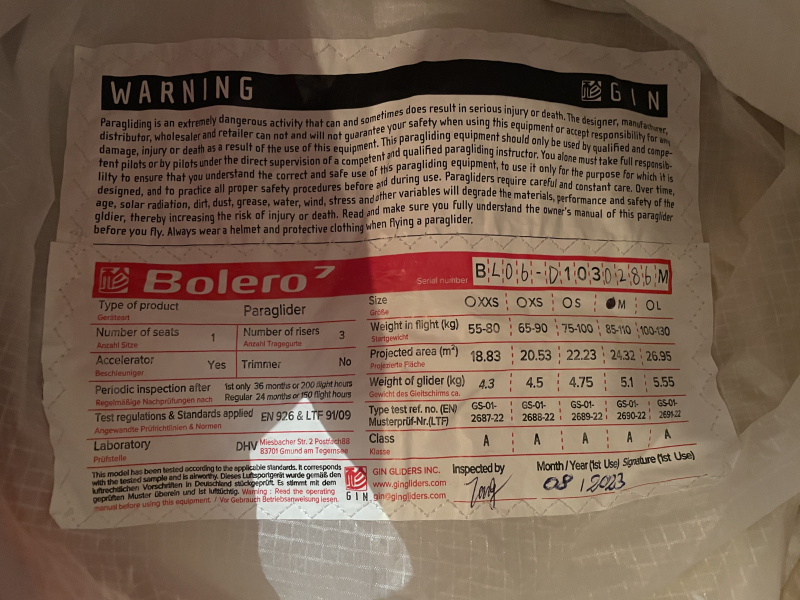 WARNING
GIN
Paragliding is an extremely dangerous activity that can and sometimes does result in serious injury or death. The designer, manufacturer,
distributor, wholesaler and retailer can not and will not guarantee your safety when using this equipment or accept responsibility for any
damage, injury or death as a result of the use of this equipment. This paragliding equipment should only be used by qualified and compe-
tent pilots or by pilots under the direct supervision of a competent and qualified paragliding instructor. You alone must take full responsib-
lilty to ensure that you understand the correct and safe use of this paragliding equipment, to use it only for the purpose for which it is
designed, and to practice all proper safety procedures before and during use. Paragliders require careful and constant care. Over time,
age, solar radiation, dirt, dust, grease, water, wind, stress and other variables will degrade the materials, performance and safety of the
gldier, thereby increasing the risk of injury or death. Read and make sure you fully understand the owner's manual of this paraglider
before you fly. Always wear a helmet and protective clothing when flying a paraglider.
Bolero 7
Serial number BL06-D1030286M
Type of product Paraglider
Geräteart
Number of seats 1 Number of risers 3
Anzahl Sitze Anzahl Tragegurte
Accelerator Yes Trimmer No
Beschleuniger
Periodic inspection after 1st only 36 months or 200 flight hours
Regelmäßige Nachprüfungen nach Regular 24 months or 150 flight hours
Test regulations & Standards applied EN 926 & LTF 91/09
Angewandte Prüfrichtlinien & Normen
Laboratory DHV Miesbacher Str. 2 Postfach88
Prüfstelle 83701 Gmund am Tegernsee
This model has been tested according to the applicable standards. It corresponds
with the tested sample and is airworthy. Dieses Luftsportgerät wurde gemäß den
luftrechtlichen Vorschriften in Deutschland stückgeprüft. Es stimmt mit dem
geprüften Muster überein und ist lufttüchtig. Warning : Read the operating
manual before using this equipment. / Vor Gebrauch Betriebsanweisung lesen.
GIN
Size XXS XS S M L
Größe
Weight in flight (kg) 55-80 65-90 75-100 85-110 100-130
Startgewicht
Projected area (m²) 18.83 20.53 22.23 24.32 26.95
Projezierte Fläche
Weight of glider (kg) 4.3 4.5 4.75 5.1 5.55
Gewicht des Gleitschirms ca.
Type test ref. no. (EN) GS-01- GS-01- GS-01- GS-01- GS-01-
Musterprüf-Nr.(LTF) 2687-22 2688-22 2689-22 2690-22 2691-22
Class A A A A A
Klasse
GIN GLIDERS INC.
www.gingliders.com
gin@gingliders.com
Inspected by
Month / Year (1st Use) Signature (1st Use)
08 / 2023